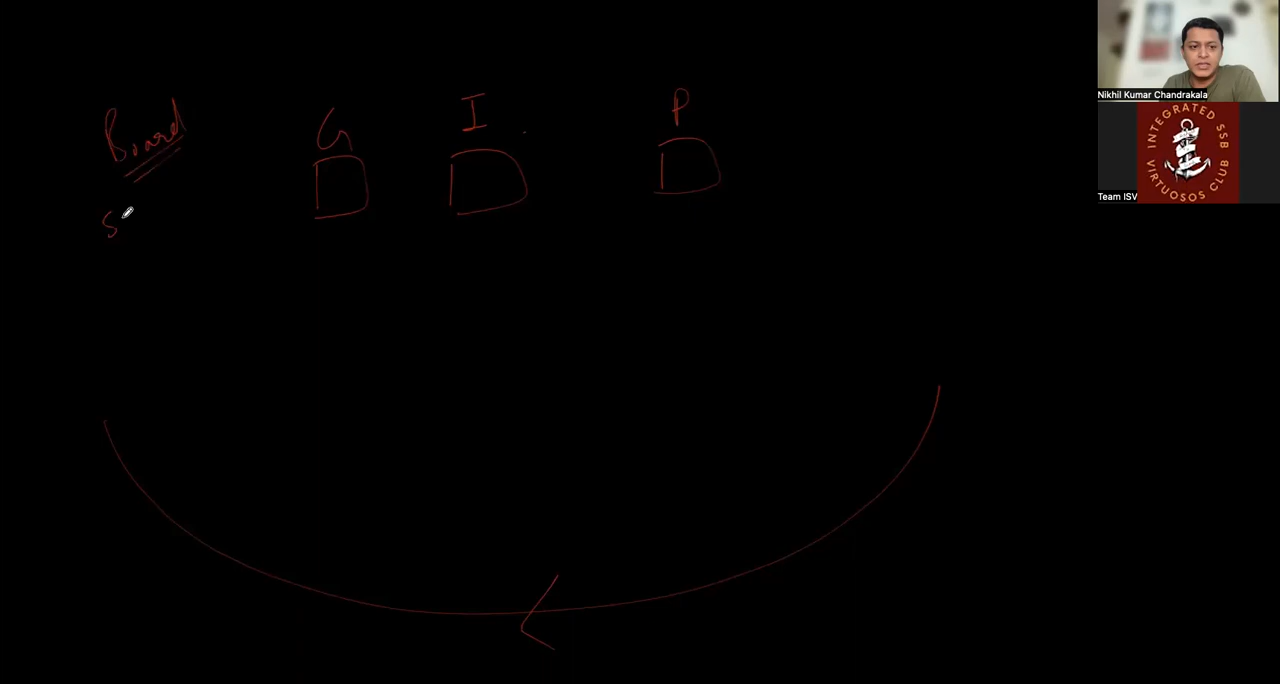 Board
G
I
P
S
Nikhil Kumar Chandrakala
INTEGRATED SSB
VIRTUOSOS CLUB
Team ISV